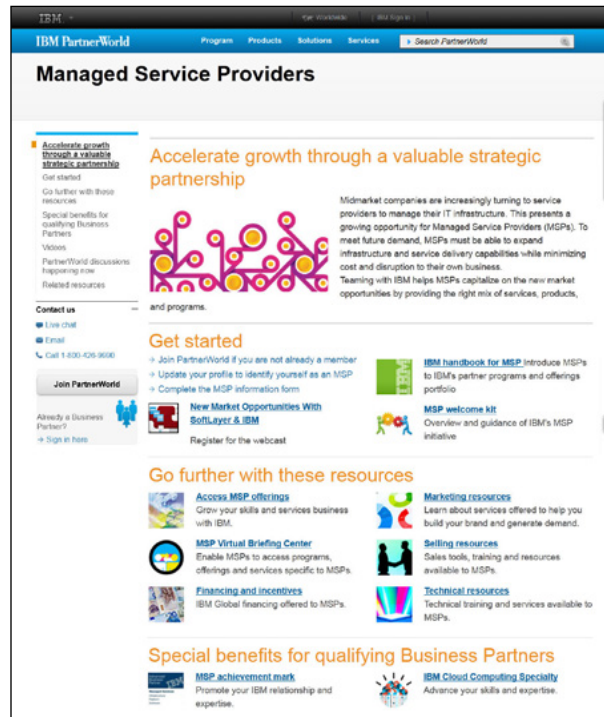 IBM.
IBM PartnerWorld
Program Products Solutions Services
Search PartnerWorld
Managed Service Providers
Accelerate growth
through a valuable
strategic partnership
Get started
Go further with these
resources
Special benefits for
qualifying Business
Partners
Videos
PartnerWorld discussions
happening now
Related resources
Contact us
Live chat
Email
Call 1-800-426-9990
Join PartnerWorld
Already a Business
Partner?
Sign in here
Accelerate growth through a valuable strategic
partnership
Midmarket companies are increasingly turning to service
providers to manage their IT infrastructure. This presents a
growing opportunity for Managed Service Providers (MSPs). To
meet future demand, MSPs must be able to expand
infrastructure and service delivery capabilities while minimizing
cost and disruption to their own business.
Teaming with IBM helps MSPs capitalize on the new market
opportunities by providing the right mix of services, products,
and programs.
Get started
Join PartnerWorld if you are not already a member
Update your profile to identify yourself as an MSP
Complete the MSP information form
New Market Opportunities With
SoftLayer & IBM
Register for the webcast
IBM handbook for MSP Introduce MSPs
to IBM's partner programs and offerings
portfolio
MSP welcome kit
Overview and guidance of IBM's MSP
initiative
Go further with these resources
Access MSP offerings
Grow your skills and services business
with IBM.
Marketing resources
Learn about services offered to help you
build your brand and generate demand.
MSP Virtual Briefing Center
Enable MSPs to access programs,
offerings and services specific to MSPs.
Selling resources
Sales tools, training and resources
available to MSPs.
Financing and incentives
IBM Global financing offered to MSPs.
Technical resources
Technical training and services available to
MSPs.
Special benefits for qualifying Business Partners
MSP achievement mark
Promote your IBM relationship and
expertise.
IBM Cloud Computing Specialty
Advance your skills and expertise.